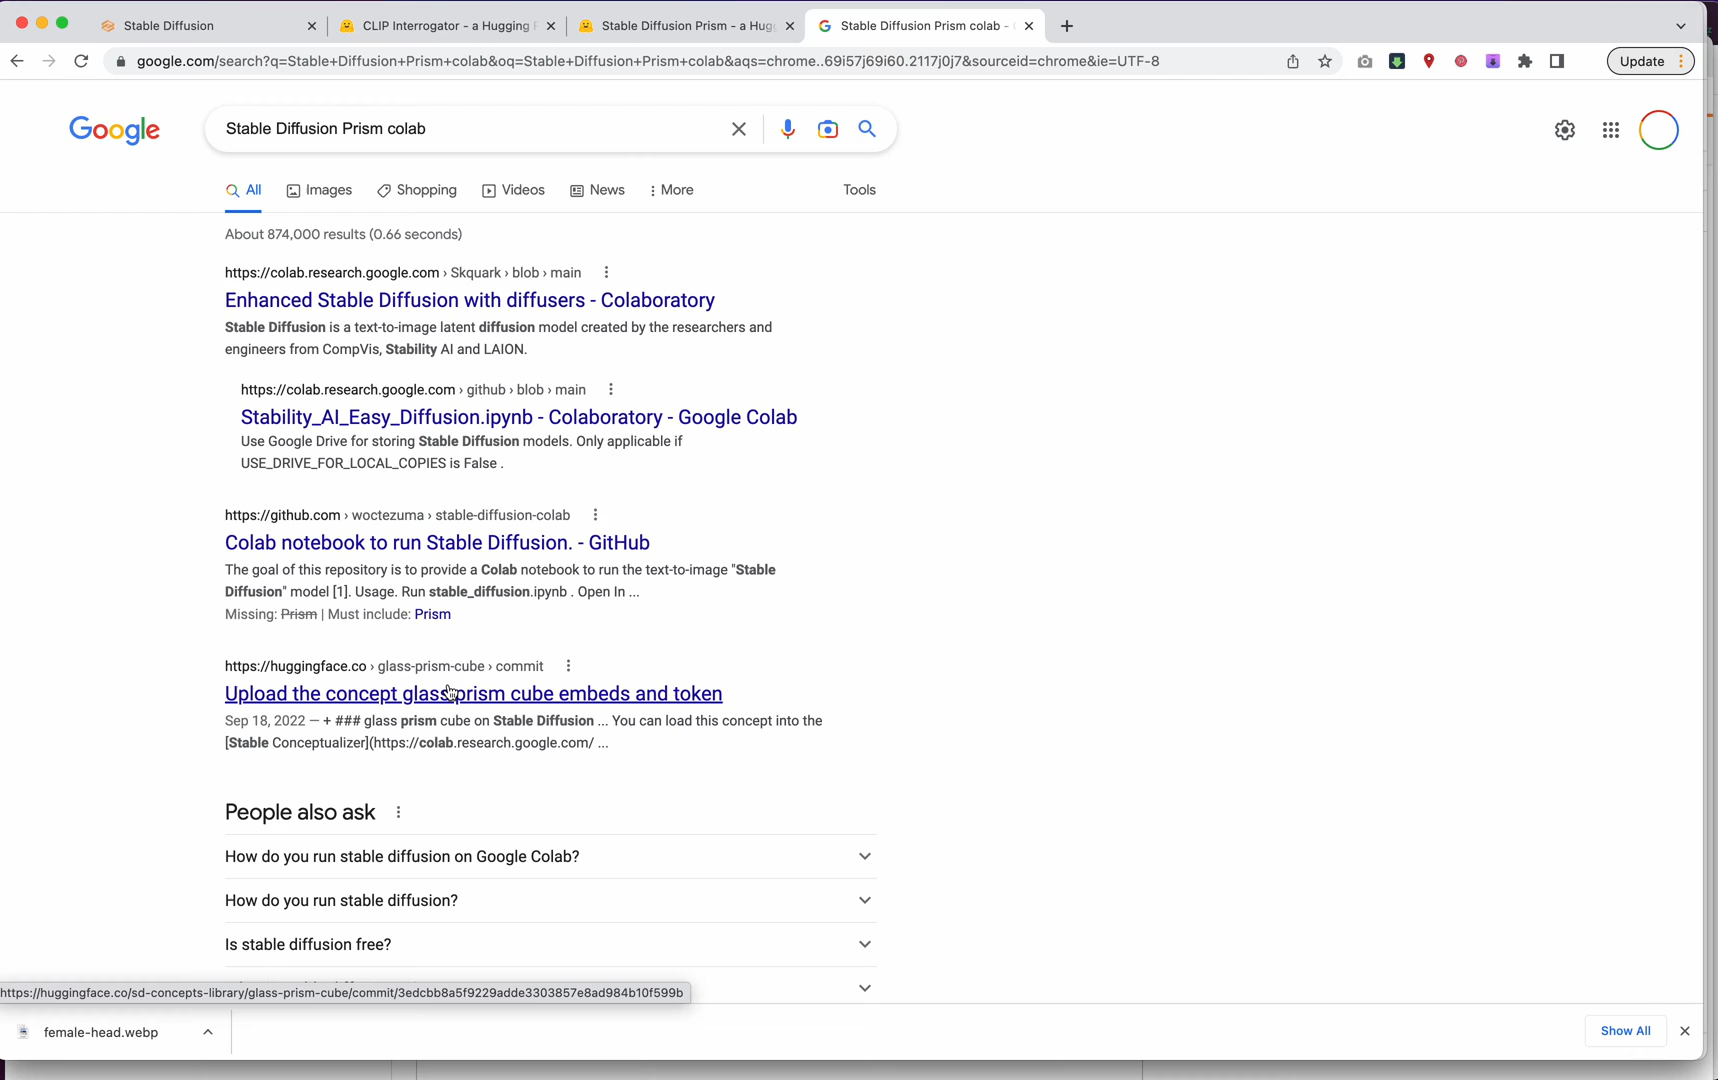 Stable Diffusion
CLIP Interrogator - a Hugging F
Stable Diffusion Prism - a Hugg
Stable Diffusion Prism colab -
google.com/search?q=Stable+Diffusion+Prism+colab&oq=Stable+Diffusion+Prism+colab&aqs=chrome..69i57j69i60.2117j0j7&sourceid=chrome&ie=UTF-8
Update
Google
Stable Diffusion Prism colab
All
Images
Shopping
Videos
News
More
Tools
About 874,000 results (0.66 seconds)
https://colab.research.google.com › Skquark › blob › main
Enhanced Stable Diffusion with diffusers - Colaboratory
Stable Diffusion is a text-to-image latent diffusion model created by the researchers and
engineers from CompVis, Stability AI and LAION.
https://colab.research.google.com › github › blob › main
Stability_AI_Easy_Diffusion.ipynb - Colaboratory - Google Colab
Use Google Drive for storing Stable Diffusion models. Only applicable if
USE_DRIVE_FOR_LOCAL_COPIES is False .
https://github.com › woctezuma › stable-diffusion-colab
Colab notebook to run Stable Diffusion. - GitHub
The goal of this repository is to provide a Colab notebook to run the text-to-image "Stable
Diffusion" model [1]. Usage. Run stable_diffusion.ipynb . Open In ...
Missing: Prism | Must include: Prism
https://huggingface.co › glass-prism-cube › commit
Upload the concept glass prism cube embeds and token
Sep 18, 2022 — + ### glass prism cube on Stable Diffusion ... You can load this concept into the
[Stable Conceptualizer](https://colab.research.google.com/ ...
People also ask
How do you run stable diffusion on Google Colab?
How do you run stable diffusion?
Is stable diffusion free?
https://huggingface.co/sd-concepts-library/glass-prism-cube/commit/3edcbb8a5f9229adde3303857e8ad984b10f599b
female-head.webp
Show All